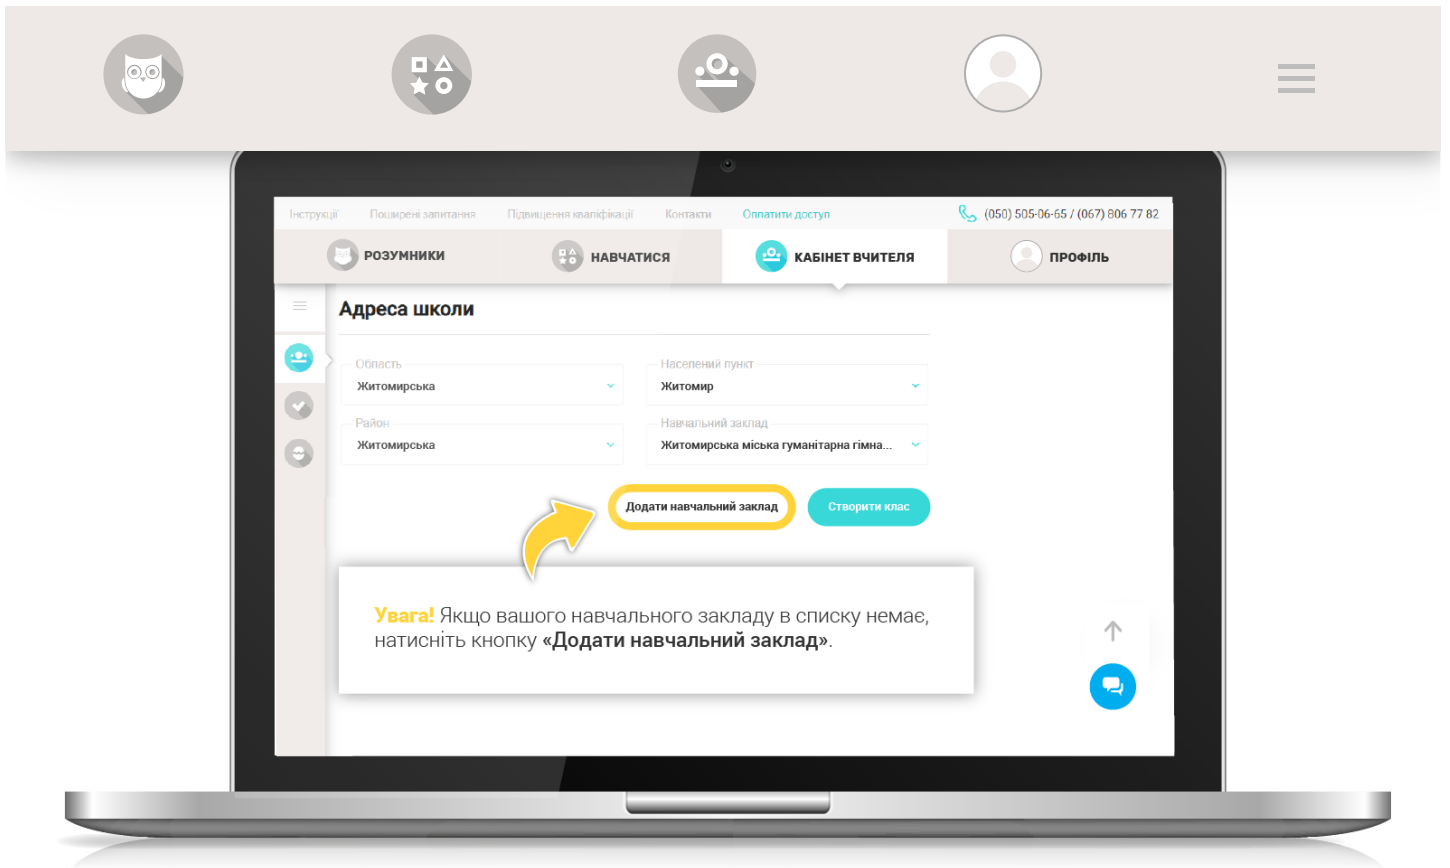 Інструкції Поширені запитання Підвищення кваліфікації Контакти Оплатити доступ (050) 505-06-65 / (067) 806 77 82
РОЗУМНИКИ НАВЧАТИСЯ КАБІНЕТ ВЧИТЕЛЯ ПРОФІЛЬ
Адреса школи
Область Населений пункт
Житомирська Житомир
Район Навчальний заклад
Житомирська Житомирська міська гуманітарна гімна...
Додати навчальний заклад Створити клас
Увага! Якщо вашого навчального закладу в списку немає,
натисніть кнопку «Додати навчальний заклад».